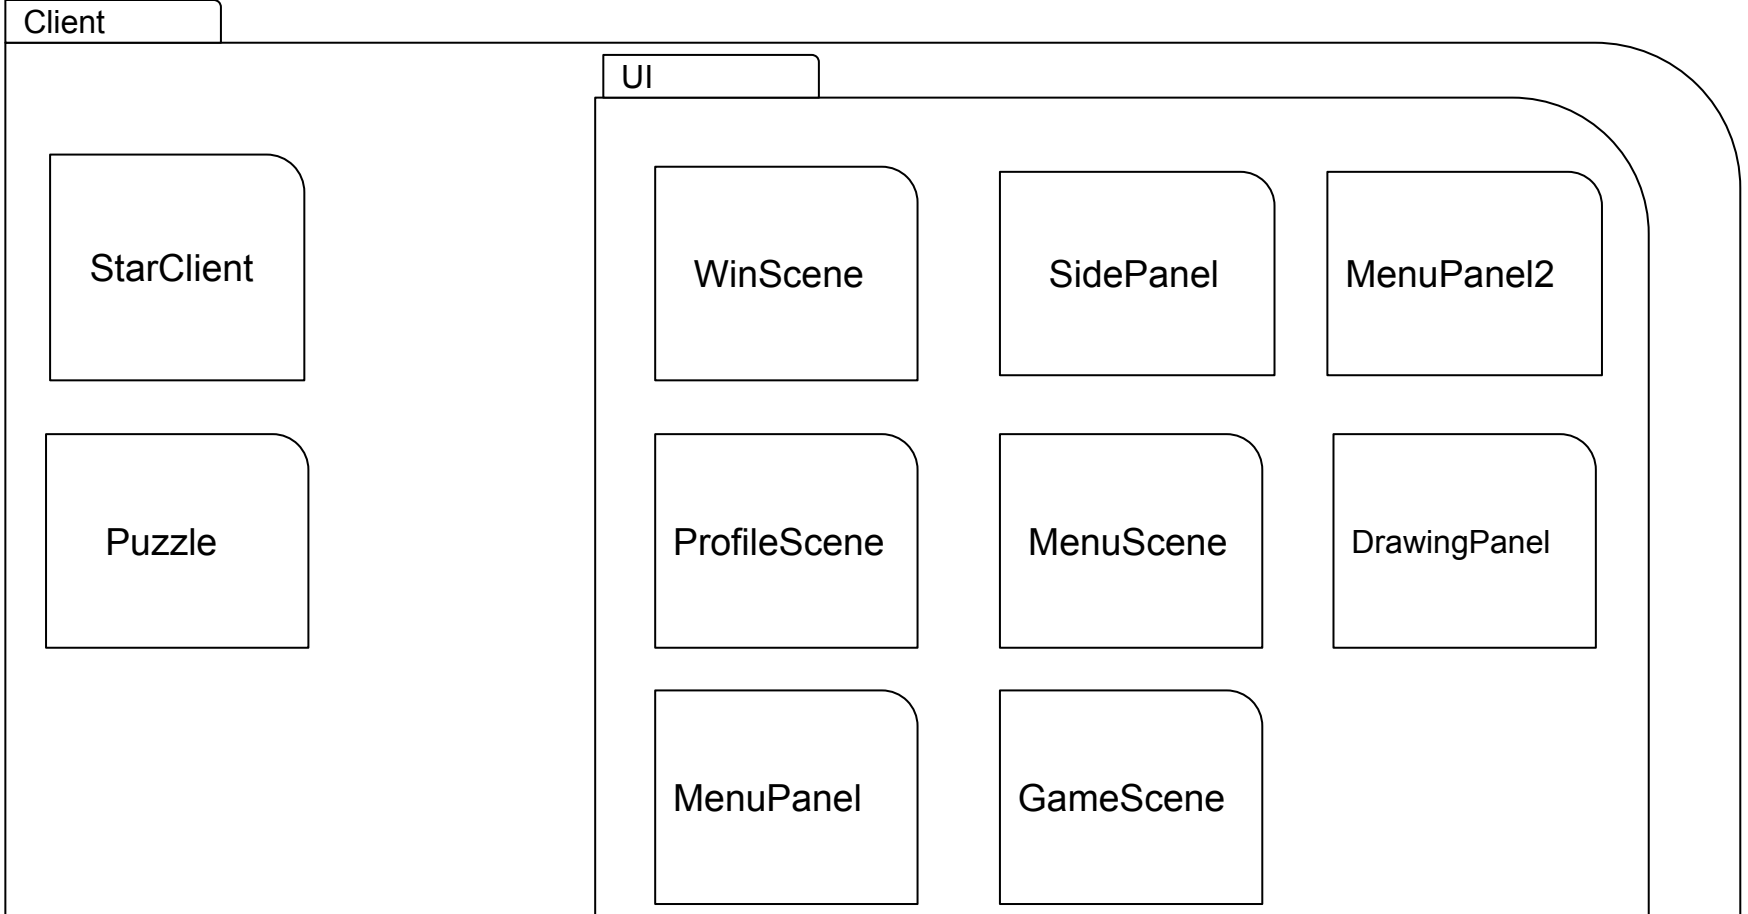 Client
UI
StarClient
WinScene
SidePanel
MenuPanel2
Puzzle
ProfileScene
MenuScene
DrawingPanel
MenuPanel
GameScene